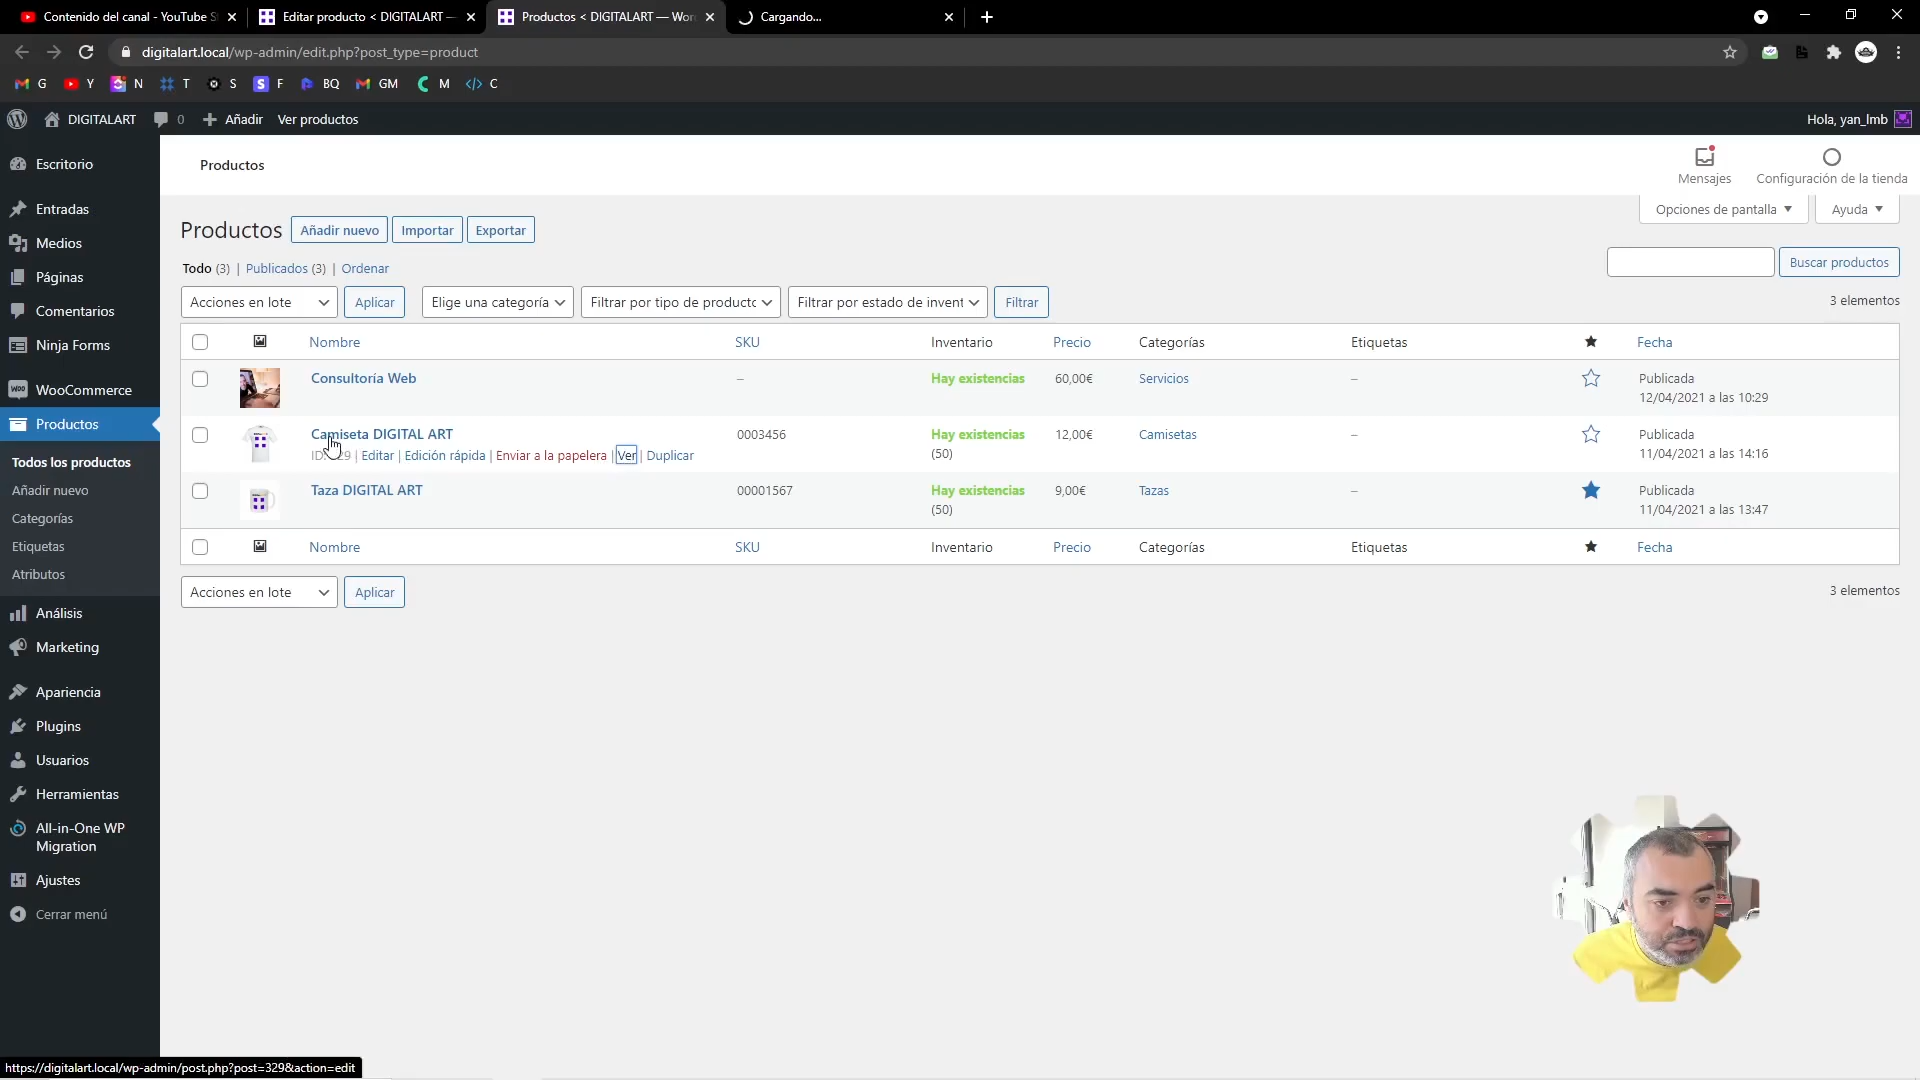 Contenido del canal - YouTube S
Editar producto < DIGITALART —
Productos < DIGITALART — Wor
Cargando...
digitalart.local/wp-admin/edit.php?post_type=product
G
Y
N
T
S
F
BQ
GM
M
C
DIGITALART
0
Añadir
Ver productos
Hola, yan_lmb
Escritorio
Entradas
Medios
Páginas
Comentarios
Ninja Forms
WooCommerce
Productos
Todos los productos
Añadir nuevo
Categorías
Etiquetas
Atributos
Análisis
Marketing
Apariencia
Plugins
Usuarios
Herramientas
All-in-One WP
Migration
Ajustes
Cerrar menú
Productos
Mensajes
Configuración de la tienda
Opciones de pantalla
Ayuda
Productos
Añadir nuevo
Importar
Exportar
Todo (3) | Publicados (3) | Ordenar
Buscar productos
Acciones en lote
Aplicar
Elige una categoría
Filtrar por tipo de producto
Filtrar por estado de invent
Filtrar
3 elementos
Nombre SKU Inventario Precio Categorías Etiquetas Fecha
Consultoría Web – Hay existencias 60,00€ Servicios – Publicada
12/04/2021 a las 10:29
Camiseta DIGITAL ART 0003456 Hay existencias 12,00€ Camisetas – Publicada
Editar | Edición rápida | Enviar a la papelera | Ver | Duplicar (50) 11/04/2021 a las 14:16
Taza DIGITAL ART 00001567 Hay existencias 9,00€ Tazas – Publicada
(50) 11/04/2021 a las 13:47
Nombre SKU Inventario Precio Categorías Etiquetas Fecha
Acciones en lote
Aplicar
3 elementos
https://digitalart.local/wp-admin/post.php?post=329&action=edit